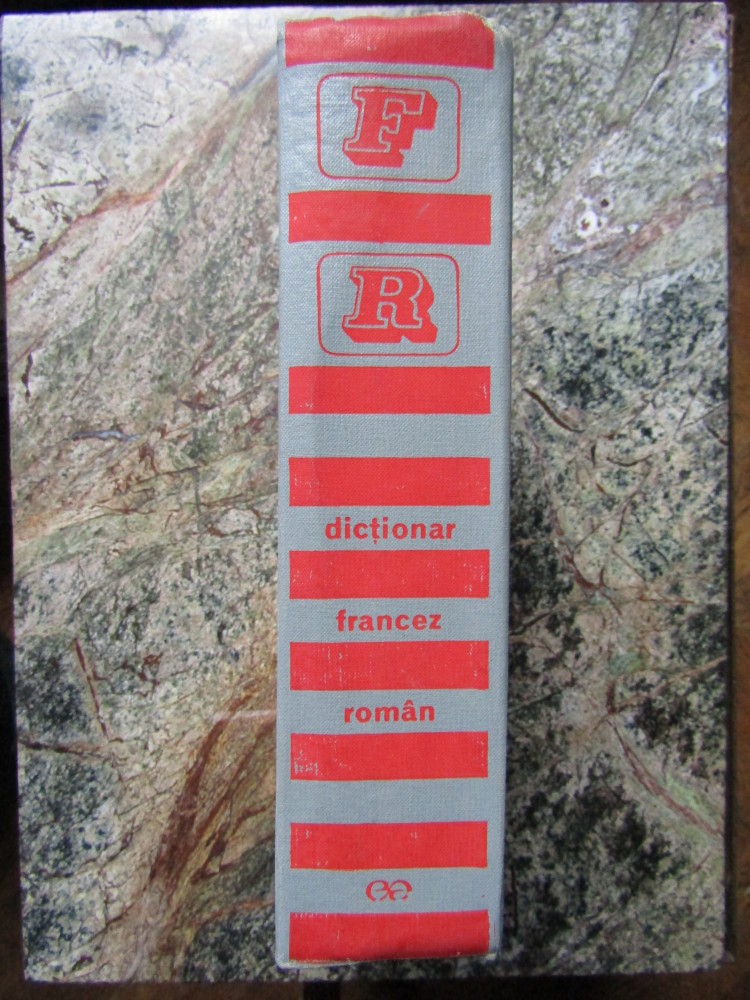 F
R
dicționar
francez
român